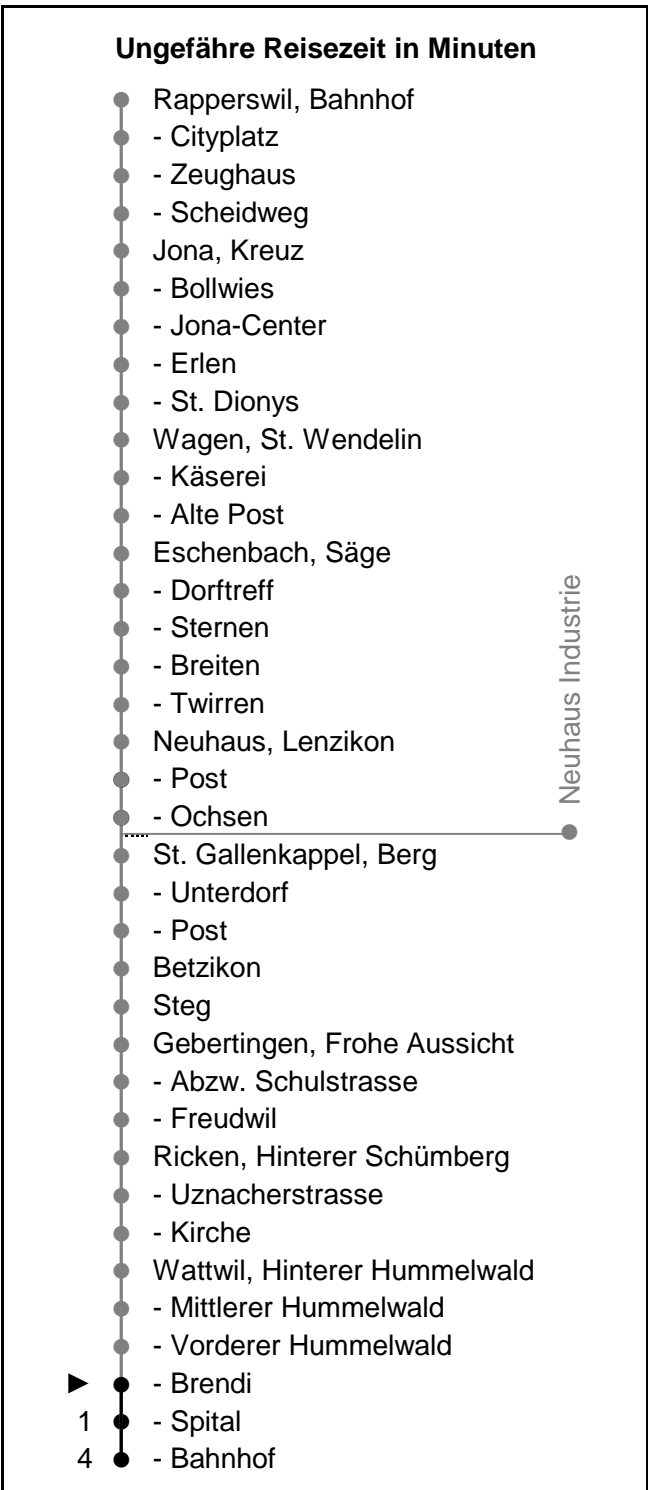 Ungefähre Reisezeit in Minuten
Rapperswil, Bahnhof
- Cityplatz
- Zeughaus
- Scheidweg
Jona, Kreuz
- Bollwies
- Jona-Center
- Erlen
- St. Dionys
Wagen, St. Wendelin
- Käserei
- Alte Post
Eschenbach, Säge
- Dorftreff
- Sternen
- Breiten
- Twirren
Neuhaus, Lenzikon
- Post
- Ochsen
Neuhaus Industrie
St. Gallenkappel, Berg
- Unterdorf
- Post
Betzikon
Steg
Gebertingen, Frohe Aussicht
- Abzw. Schulstrasse
- Freudwil
Ricken, Hinterer Schümberg
- Uznacherstrasse
- Kirche
Wattwil, Hinterer Hummelwald
- Mittlerer Hummelwald
- Vorderer Hummelwald
► - Brendi
1 - Spital
4 - Bahnhof